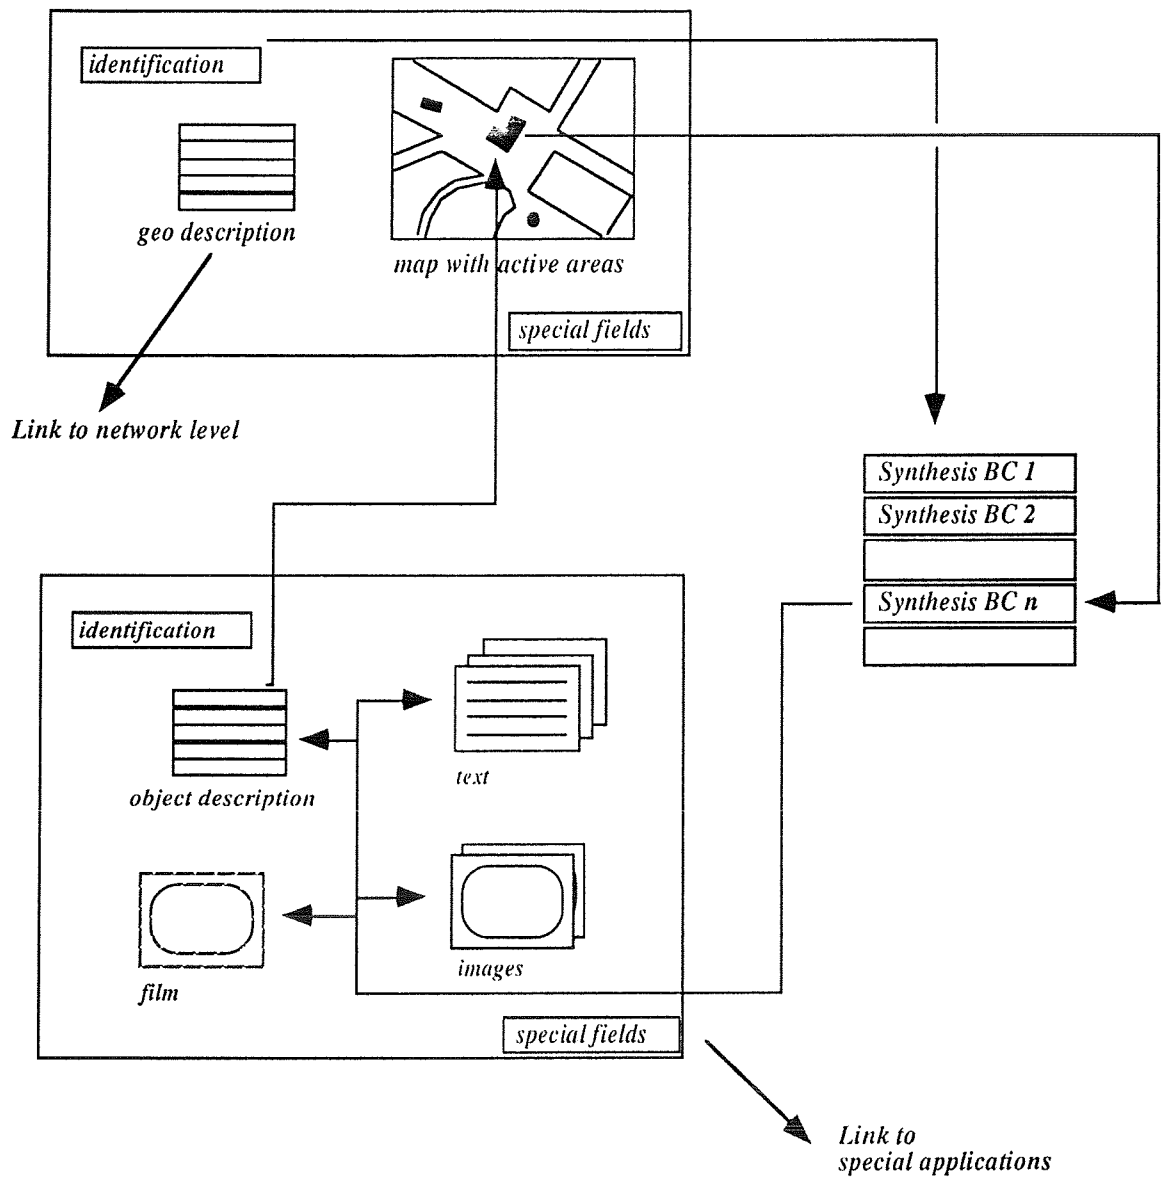 identification
geo description
map with active areas
special fields
Link to network level
Synthesis BC 1
Synthesis BC 2
Synthesis BC n
identification
object description
text
film
images
special fields
Link to
special applications